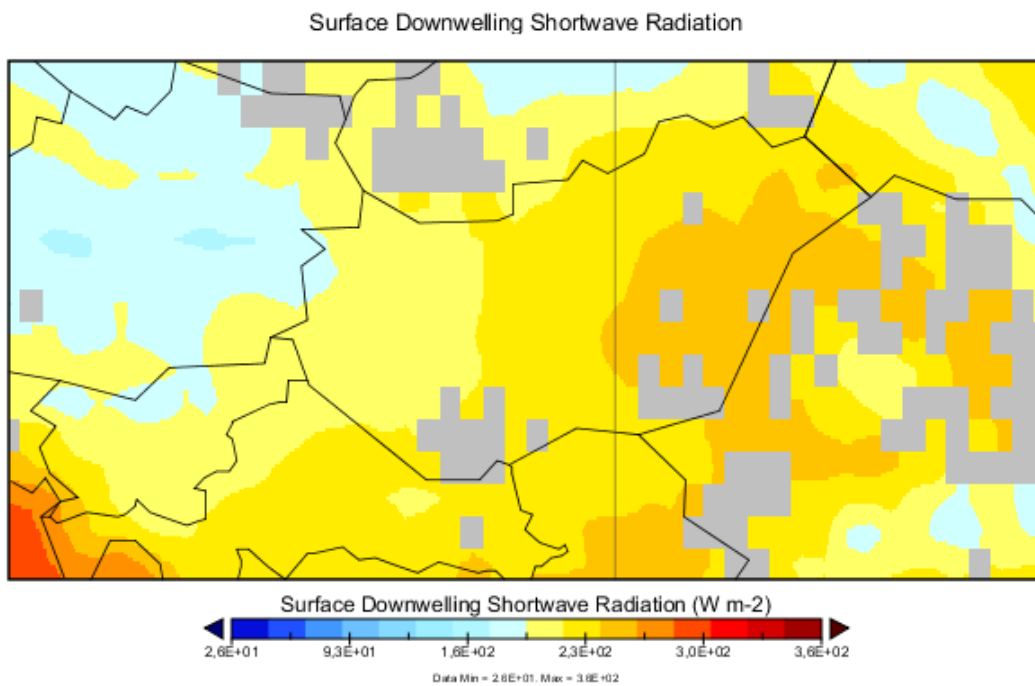 Surface Downwelling Shortwave Radiation
Surface Downwelling Shortwave Radiation (W m-2)
2,6E+01 9,3E+01 1,6E+02 2,3E+02 3,0E+02 3,6E+02
Data Min = 2.6E+01. Max = 3.6E+02